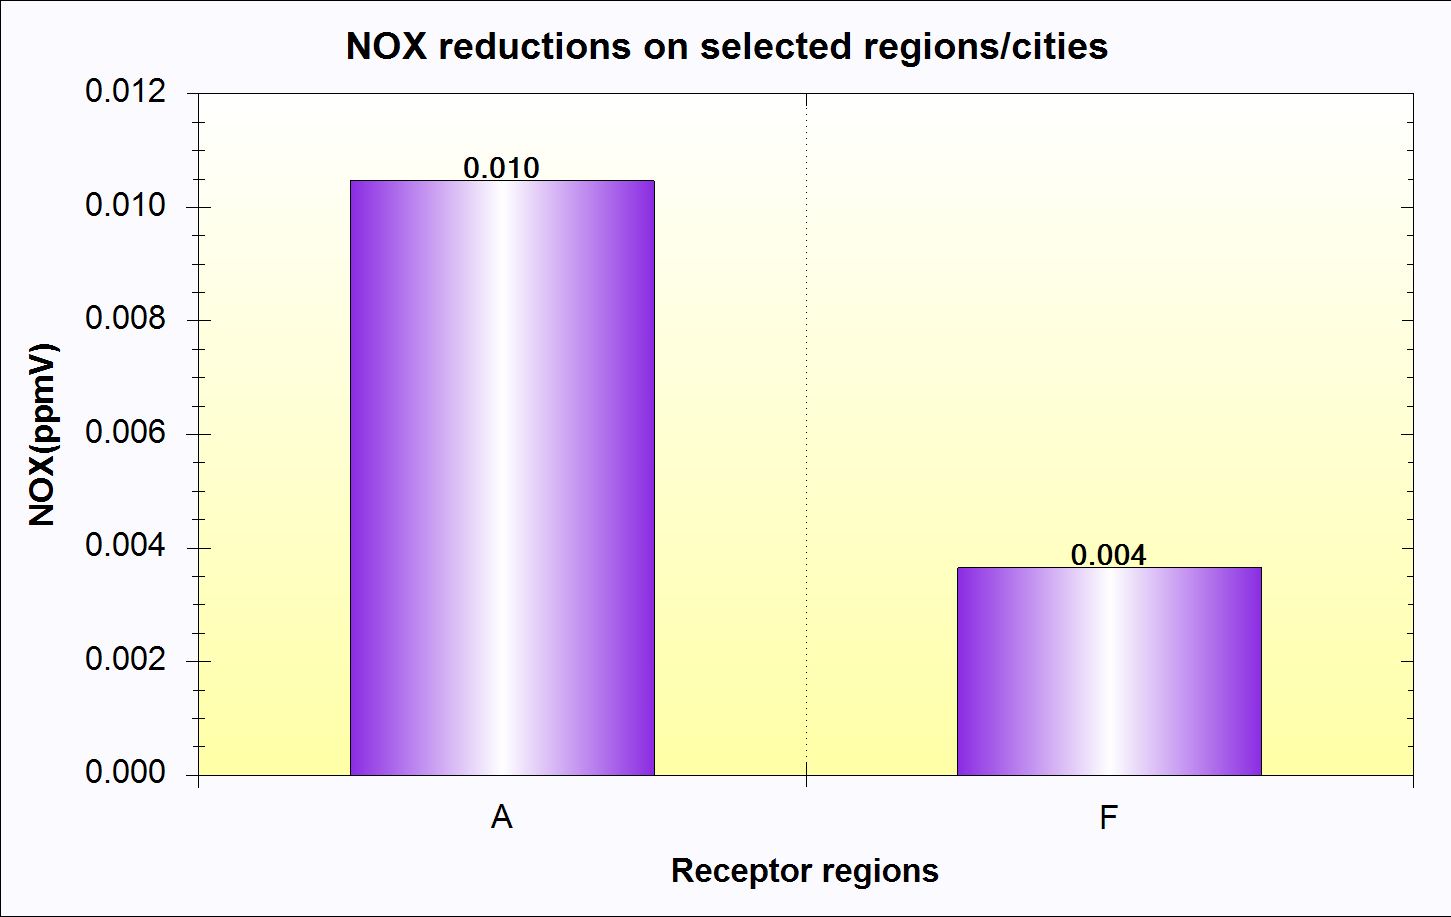 NOX reductions on selected regions/cities
0.012
0.010
0.008
0.006
0.004
0.002
0.000
NOX(ppmV)
0.010
0.004
A
F
Receptor regions